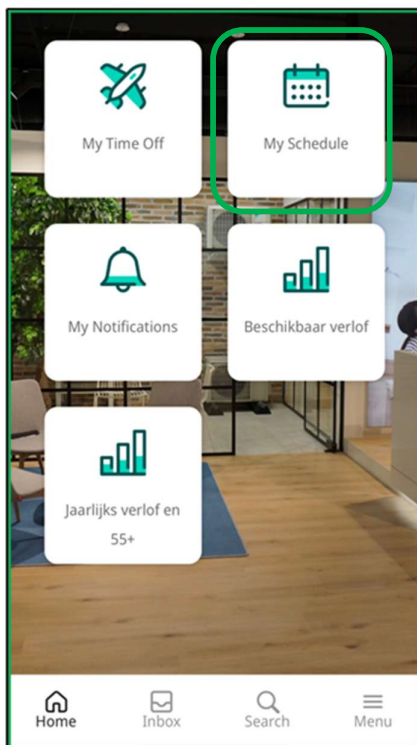 My Time Off
My Schedule
My Notifications
Beschikbaar verlof
Jaarlijks verlof en
55+
Home
Inbox
Search
Menu